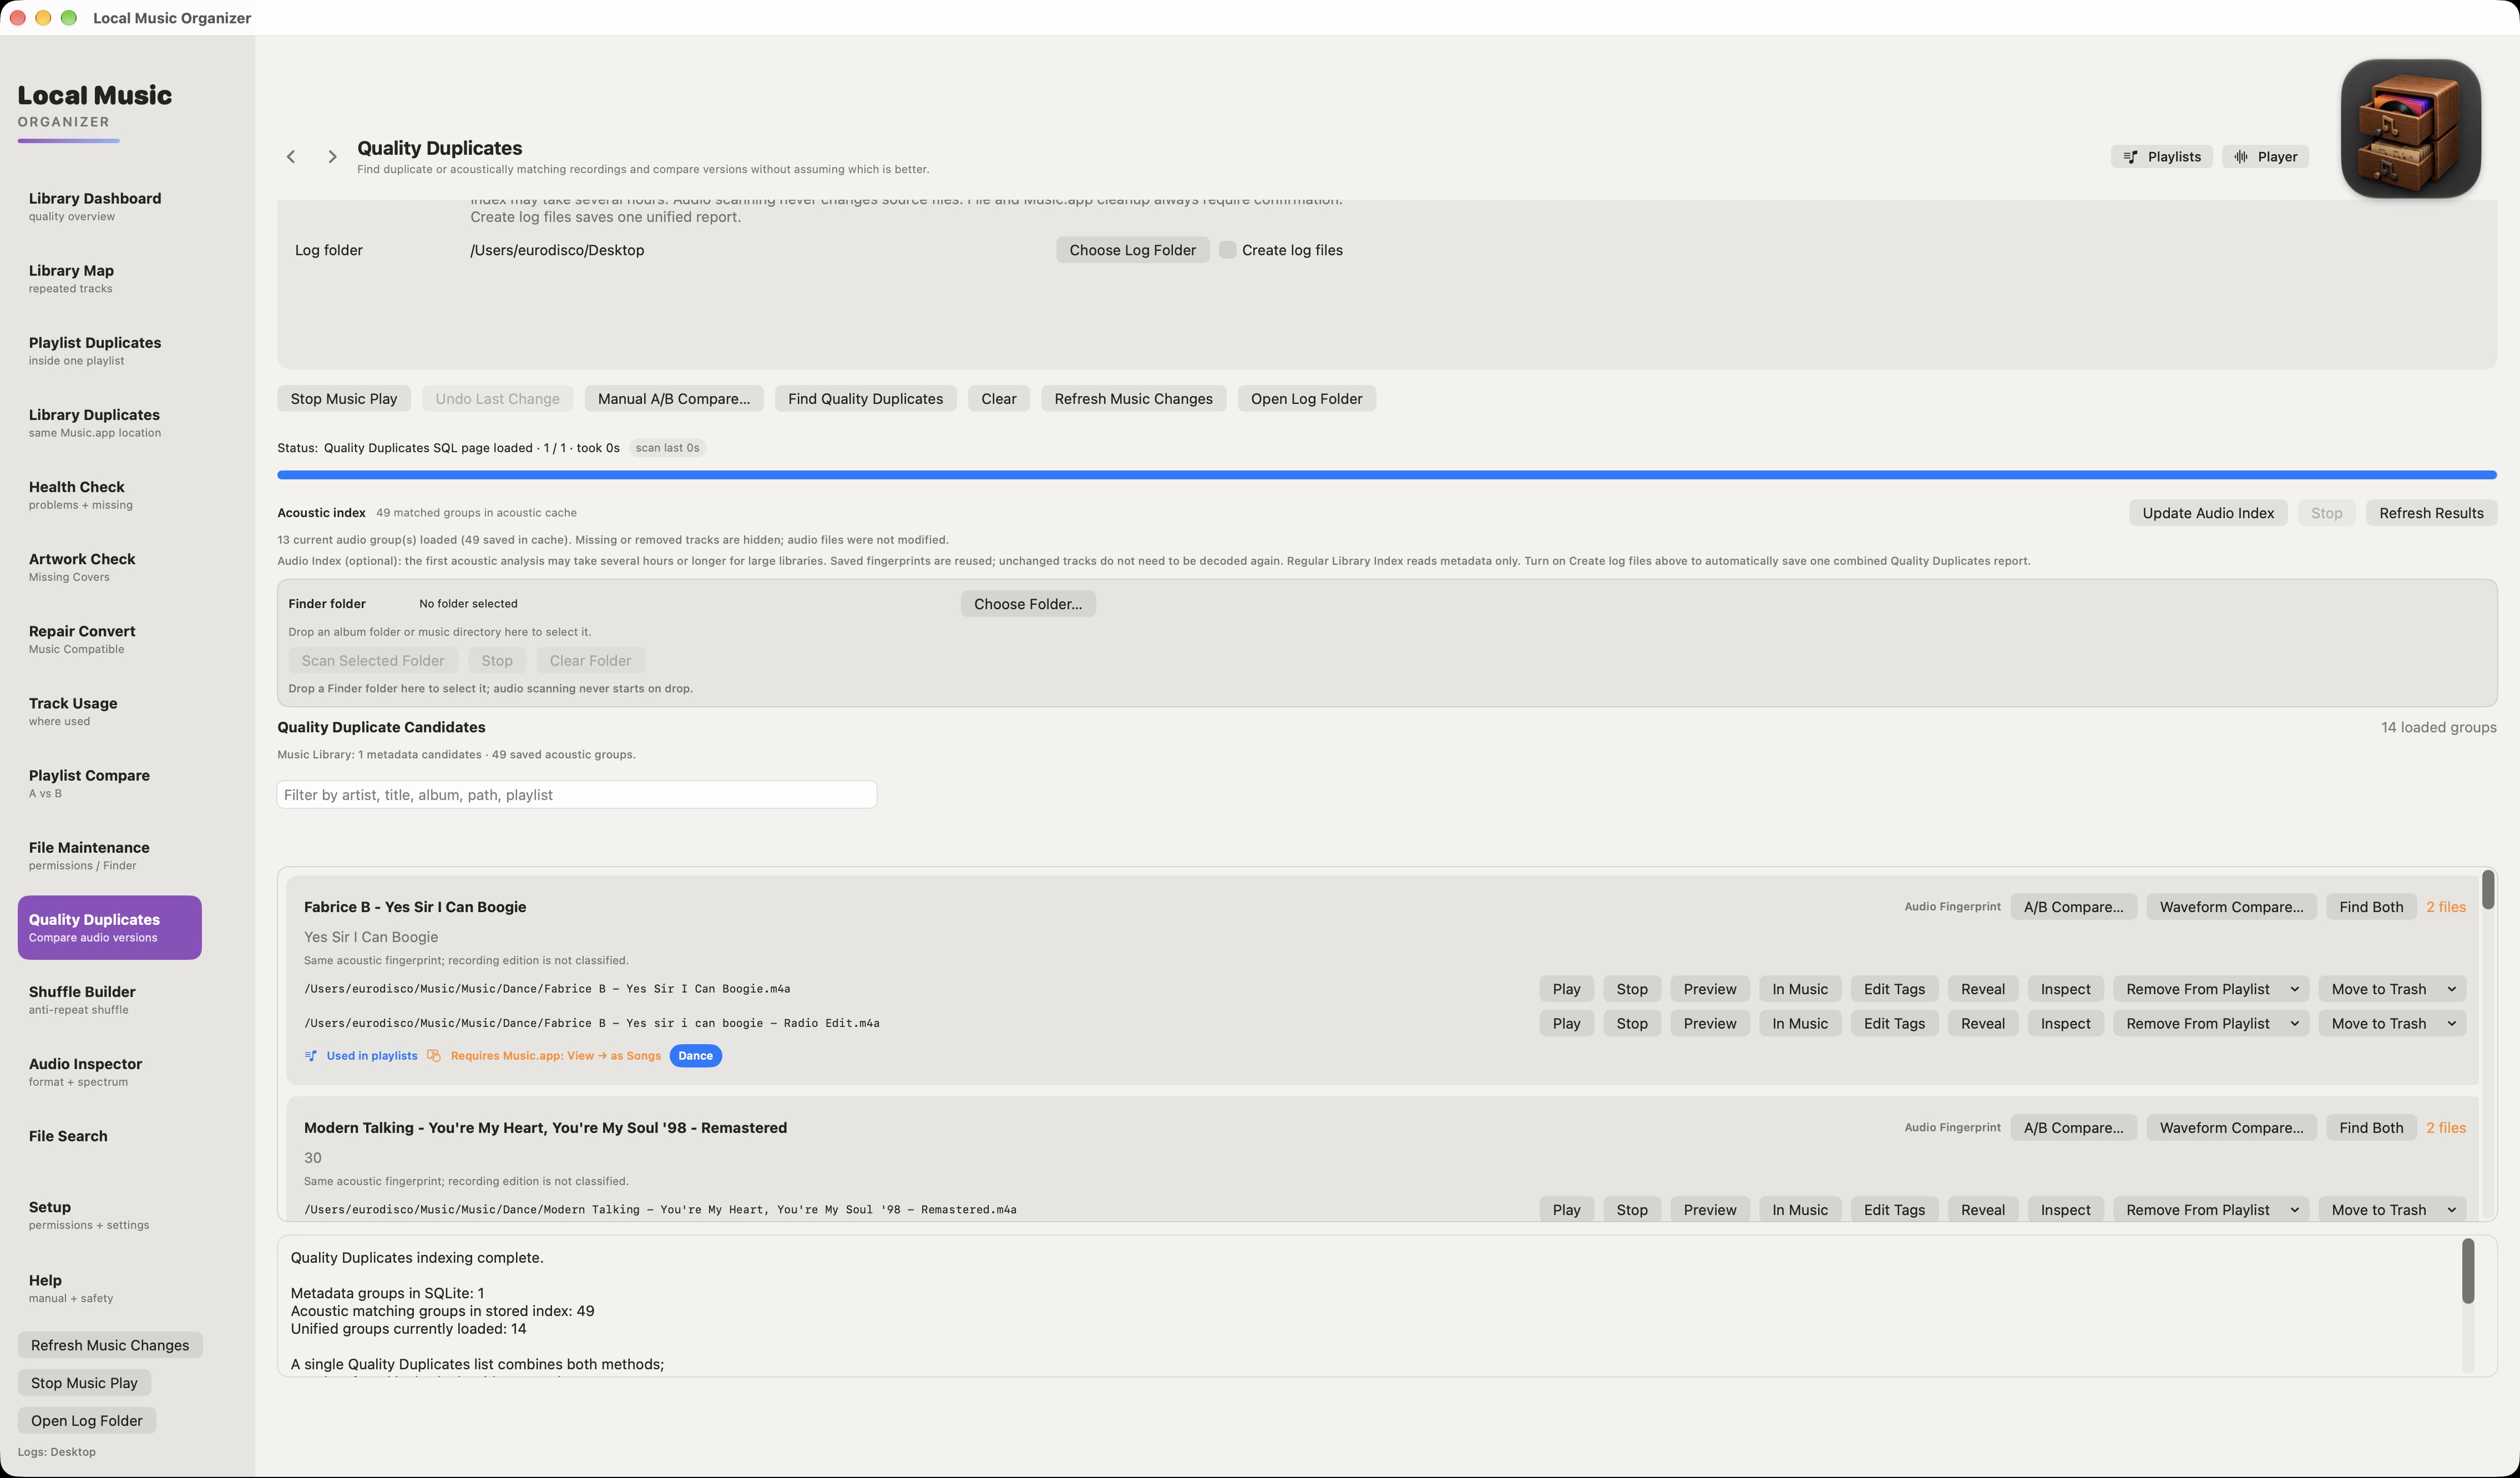 Local Music Organizer
Local Music
ORGANIZER
Library Dashboard
quality overview
Library Map
repeated tracks
Playlist Duplicates
inside one playlist
Library Duplicates
same Music.app location
Health Check
problems + missing
Artwork Check
Missing Covers
Repair Convert
Music Compatible
Track Usage
where used
Playlist Compare
A vs B
File Maintenance
permissions / Finder
Quality Duplicates
Compare audio versions
Shuffle Builder
anti-repeat shuffle
Audio Inspector
format + spectrum
File Search
Setup
permissions + settings
Help
manual + safety
Refresh Music Changes
Stop Music Play
Open Log Folder
Logs: Desktop
Quality Duplicates
Find duplicate or acoustically matching recordings and compare versions without assuming which is better.
Playlists Player
index may take several hours. Audio scanning never changes source files. File and Music.app cleanup always require confirmation.
Create log files saves one unified report.
Log folder /Users/eurodisco/Desktop Choose Log Folder Create log files
Stop Music Play Undo Last Change Manual A/B Compare... Find Quality Duplicates Clear Refresh Music Changes Open Log Folder
Status: Quality Duplicates SQL page loaded · 1 / 1 · took 0s scan last 0s
Acoustic index 49 matched groups in acoustic cache Update Audio Index Stop Refresh Results
13 current audio group(s) loaded (49 saved in cache). Missing or removed tracks are hidden; audio files were not modified.
Audio Index (optional): the first acoustic analysis may take several hours or longer for large libraries. Saved fingerprints are reused; unchanged tracks do not need to be decoded again. Regular Library Index reads metadata only. Turn on Create log files above to automatically save one combined Quality Duplicates report.
Finder folder No folder selected Choose Folder...
Drop an album folder or music directory here to select it.
Scan Selected Folder Stop Clear Folder
Drop a Finder folder here to select it; audio scanning never starts on drop.
Quality Duplicate Candidates 14 loaded groups
Music Library: 1 metadata candidates · 49 saved acoustic groups.
Filter by artist, title, album, path, playlist
Fabrice B - Yes Sir I Can Boogie Audio Fingerprint A/B Compare... Waveform Compare... Find Both 2 files
Yes Sir I Can Boogie
Same acoustic fingerprint; recording edition is not classified.
/Users/eurodisco/Music/Music/Dance/Fabrice B – Yes Sir I Can Boogie.m4a Play Stop Preview In Music Edit Tags Reveal Inspect Remove From Playlist Move to Trash
/Users/eurodisco/Music/Music/Dance/Fabrice B – Yes sir i can boogie – Radio Edit.m4a Play Stop Preview In Music Edit Tags Reveal Inspect Remove From Playlist Move to Trash
Used in playlists Requires Music.app: View → as Songs Dance
Modern Talking - You're My Heart, You're My Soul '98 - Remastered Audio Fingerprint A/B Compare... Waveform Compare... Find Both 2 files
30
Same acoustic fingerprint; recording edition is not classified.
/Users/eurodisco/Music/Music/Dance/Modern Talking – You're My Heart, You're My Soul '98 – Remastered.m4a Play Stop Preview In Music Edit Tags Reveal Inspect Remove From Playlist Move to Trash
Quality Duplicates indexing complete.
Metadata groups in SQLite: 1
Acoustic matching groups in stored index: 49
Unified groups currently loaded: 14
A single Quality Duplicates list combines both methods;